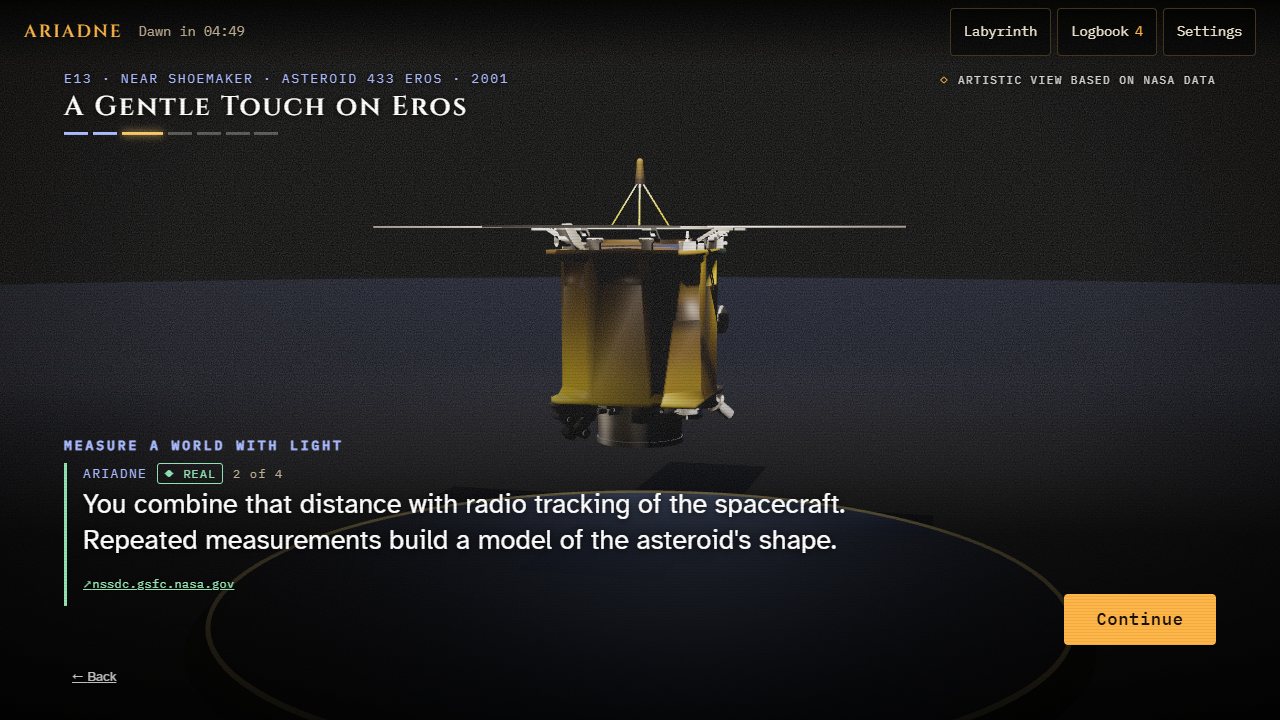 ARIADNE Dawn in 04:49
Labyrinth Logbook 4 Settings
E13 · NEAR SHOEMAKER · ASTEROID 433 EROS · 2001
◇ ARTISTIC VIEW BASED ON NASA DATA
A Gentle Touch on Eros
MEASURE A WORLD WITH LIGHT
ARIADNE ◆ REAL 2 of 4
You combine that distance with radio tracking of the spacecraft.
Repeated measurements build a model of the asteroid's shape.
↗nssdc.gsfc.nasa.gov
Continue
← Back